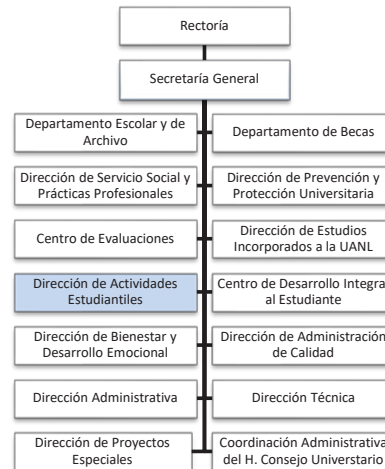 Rectoría
Secretaría General
Departamento Escolar y de
Archivo
Departamento de Becas
Dirección de Servicio Social y
Prácticas Profesionales
Dirección de Prevención y
Protección Universitaria
Centro de Evaluaciones
Dirección de Estudios
Incorporados a la UANL
Dirección de Actividades
Estudiantiles
Centro de Desarrollo Integral
al Estudiante
Dirección de Bienestar y
Desarrollo Emocional
Dirección de Administración
de Calidad
Dirección Administrativa
Dirección Técnica
Dirección de Proyectos
Especiales
Coordinación Administrativa
del H. Consejo Universtario